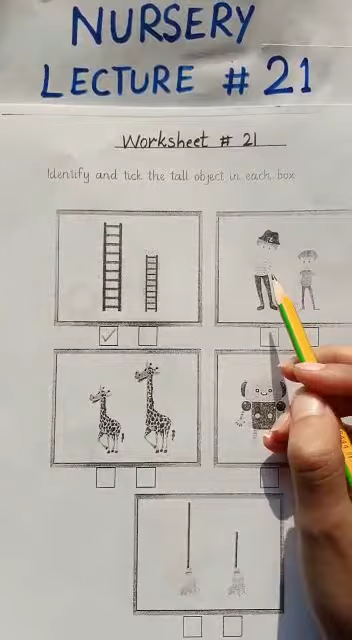 NURSERY
LECTURE # 21
Worksheet # 21
Identify and tick the tall object in each box